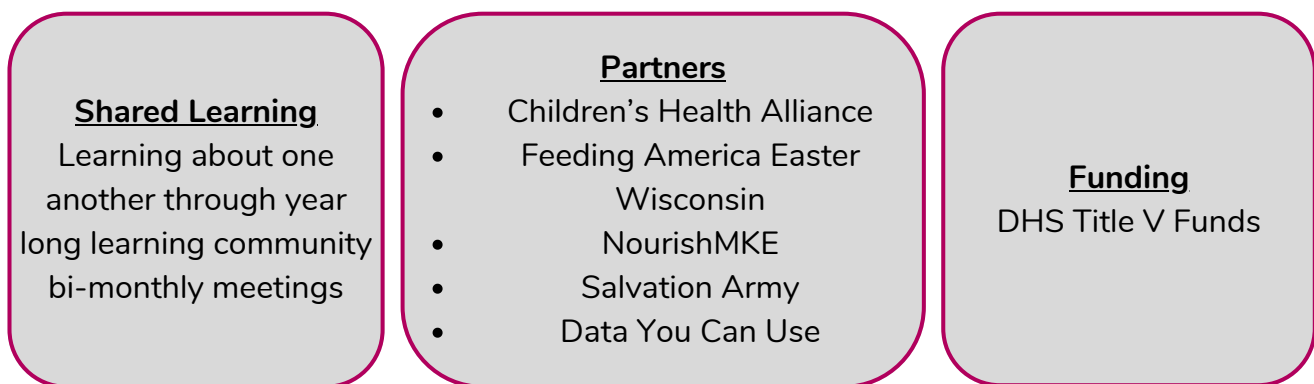 Shared Learning
Learning about one
another through year
long learning community
bi-monthly meetings
Partners
• Children's Health Alliance
• Feeding America Easter
Wisconsin
• NourishMKE
• Salvation Army
• Data You Can Use
Funding
DHS Title V Funds